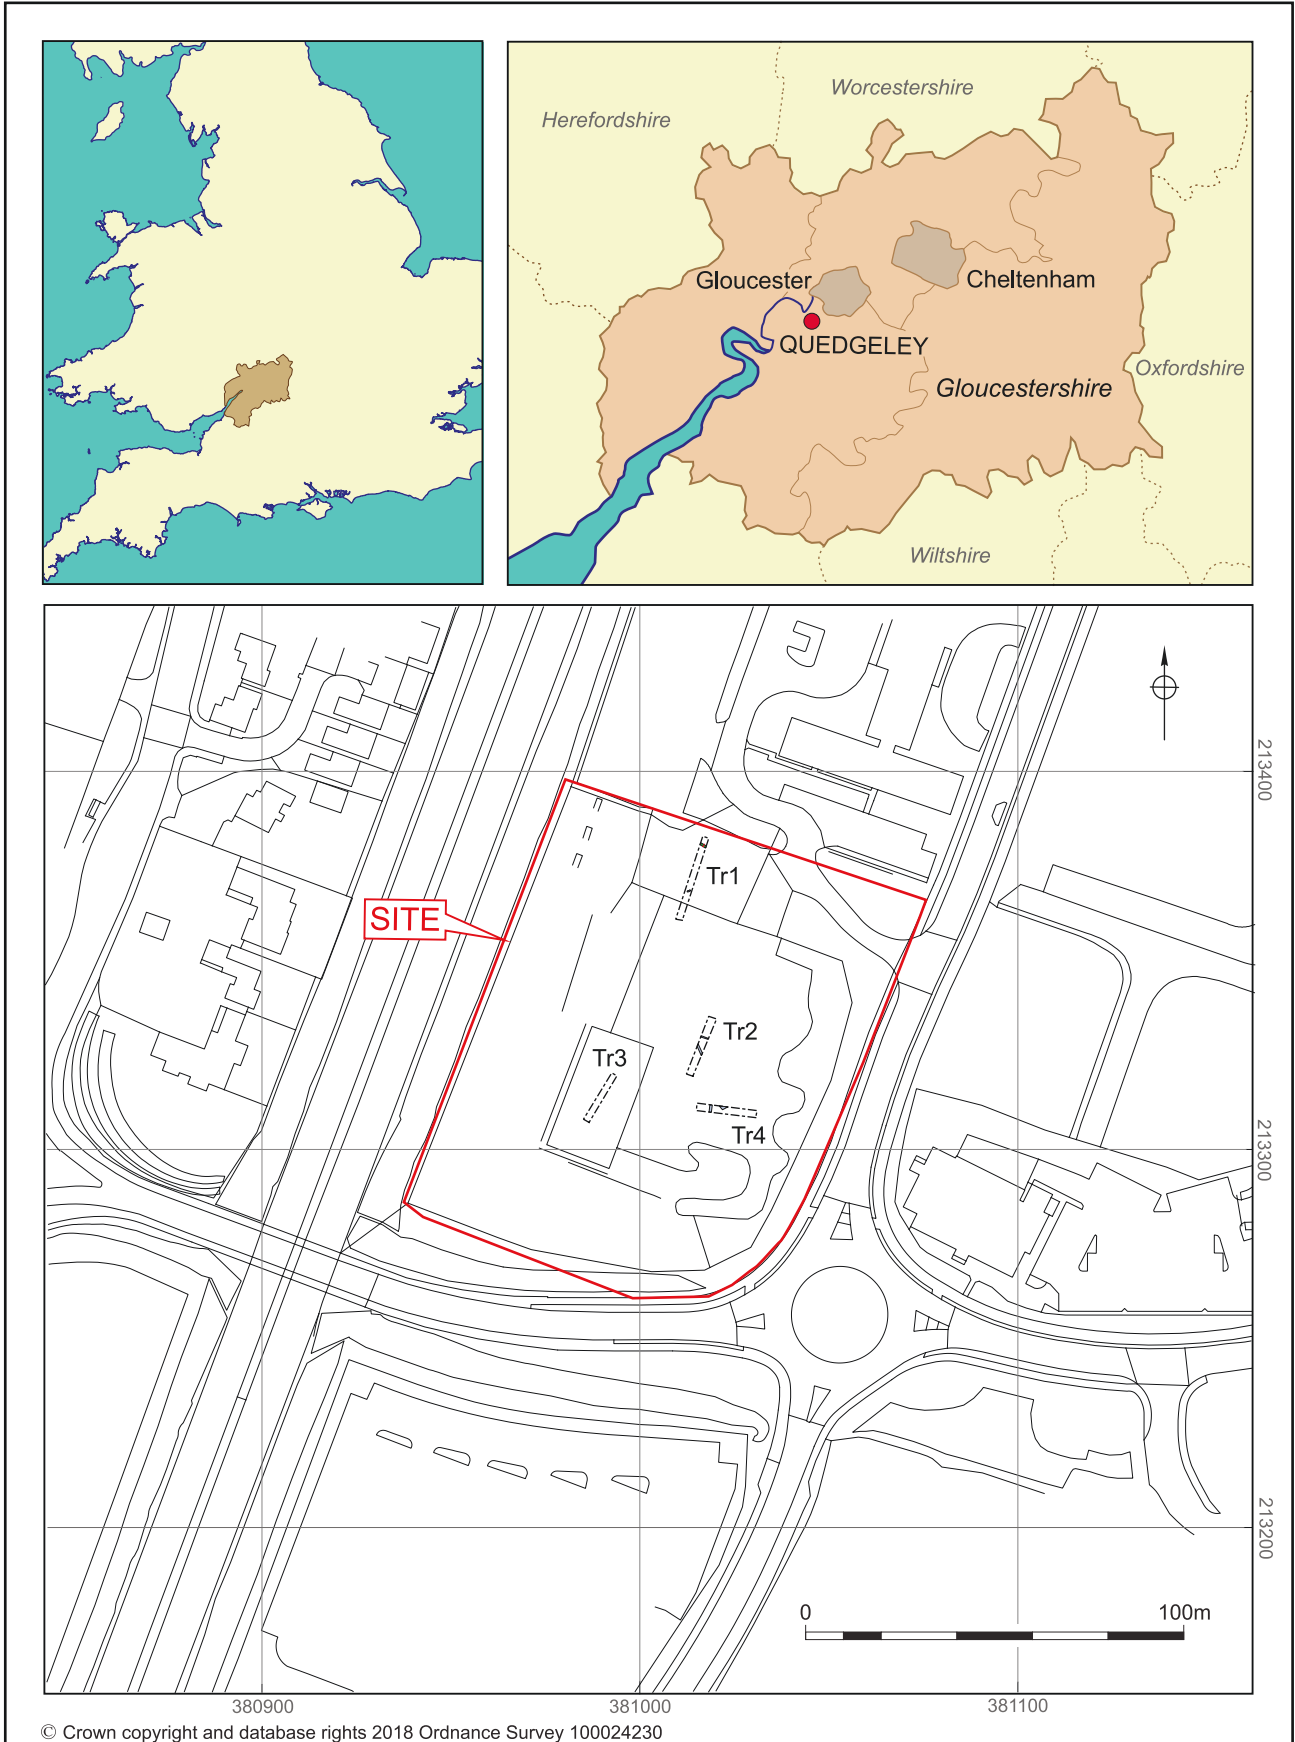 Worcestershire
Herefordshire
Gloucester
Cheltenham
QUEDGELEY
Oxfordshire
Gloucestershire
Wiltshire
213400
Tr1
SITE
Tr2
Tr3
Tr4
213300
213200
0 100m
380900 381000 381100
© Crown copyright and database rights 2018 Ordnance Survey 100024230